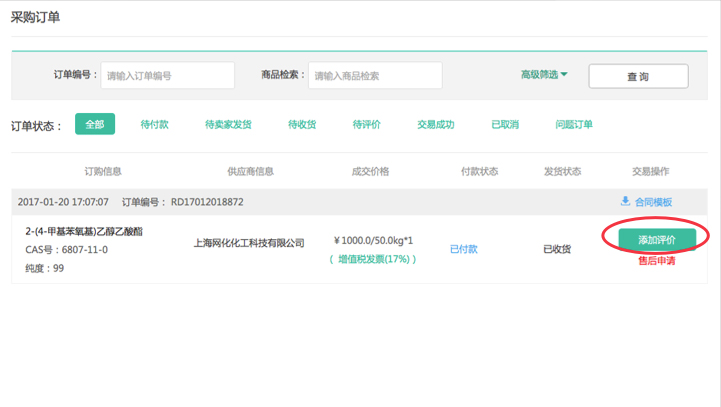 采购订单
订单编号： 请输入订单编号 商品检索： 请输入商品检索 高级筛选 查 询
订单状态： 全部 待付款 待卖家发货 待收货 待评价 交易成功 已取消 问题订单
订购信息 供应商信息 成交价格 付款状态 发货状态 交易操作
2017-01-20 17:07:07 订单编号： RD17012018872 合同模板
2-(4-甲基苯氧基)乙醇乙酸酯
CAS号：6807-11-0
纯度：99
上海网化化工科技有限公司
￥1000.0/50.0kg*1
（ 增值税发票(17%) ）
已付款
已收货
添加评价
售后申请